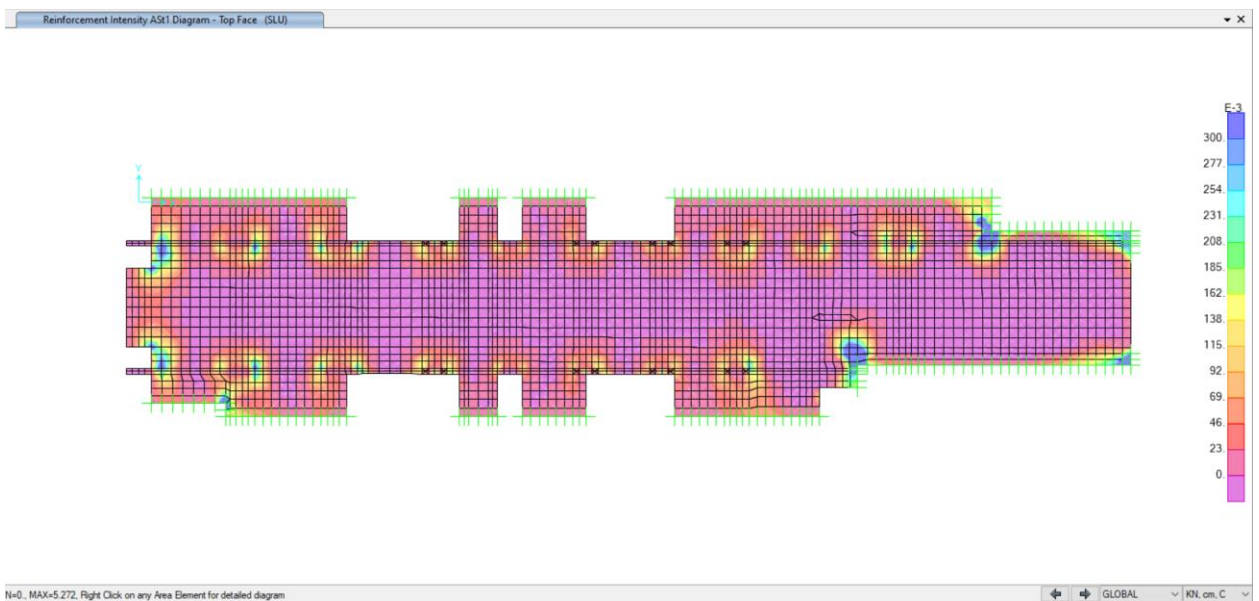 Reinforcement Intensity ASt1 Diagram - Top Face (SLU)
E-3
300.
277.
254.
231.
208.
185.
162.
138.
115.
92.
69.
46.
23.
0.
Y
N=0., MAX=5.272, Right Click on any Area Element for detailed diagram
GLOBAL
KN, cm, C